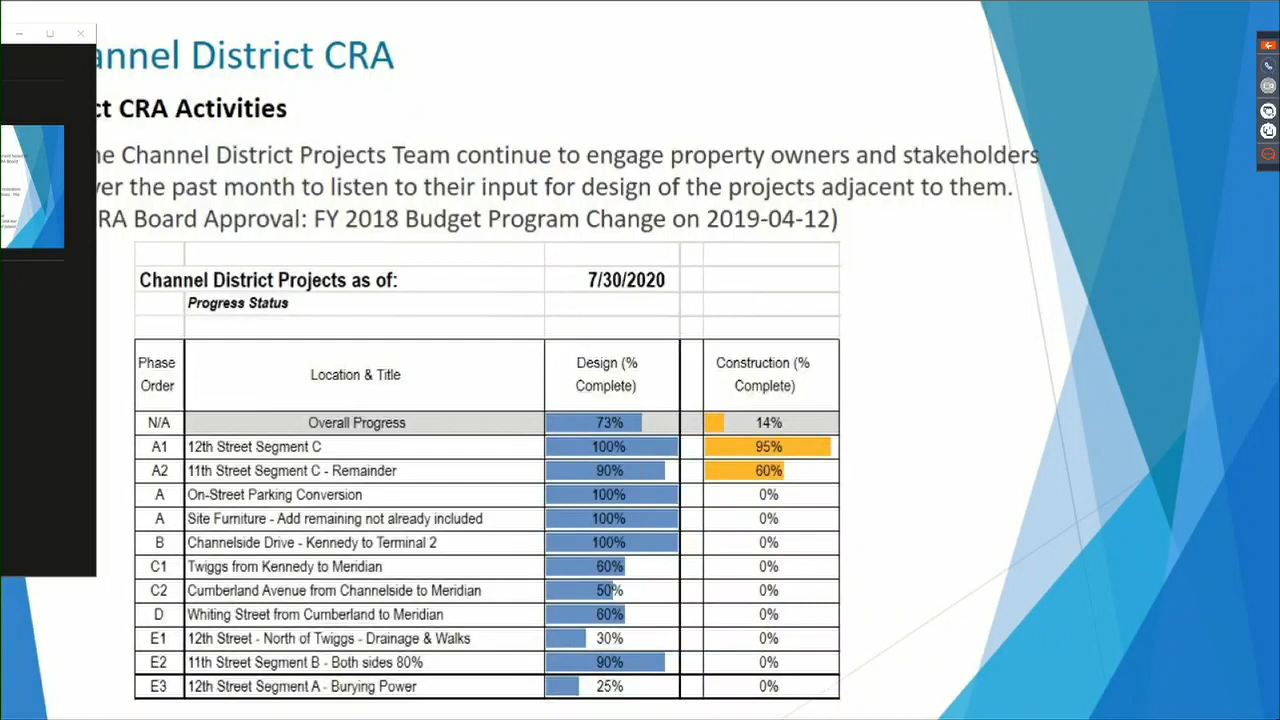 annel District CRA
ct CRA Activities
he Channel District Projects Team continue to engage property owners and stakeholders
ver the past month to listen to their input for design of the projects adjacent to them.
RA Board Approval: FY 2018 Budget Program Change on 2019-04-12)
Channel District Projects as of: 7/30/2020
Progress Status
Phase Order Location & Title Design (% Complete) Construction (% Complete)
N/A Overall Progress 73% 14%
A1 12th Street Segment C 100% 95%
A2 11th Street Segment C - Remainder 90% 60%
A On-Street Parking Conversion 100% 0%
A Site Furniture - Add remaining not already included 100% 0%
B Channelside Drive - Kennedy to Terminal 2 100% 0%
C1 Twiggs from Kennedy to Meridian 60% 0%
C2 Cumberland Avenue from Channelside to Meridian 50% 0%
D Whiting Street from Cumberland to Meridian 60% 0%
E1 12th Street - North of Twiggs - Drainage & Walks 30% 0%
E2 11th Street Segment B - Both sides 80% 90% 0%
E3 12th Street Segment A - Burying Power 25% 0%